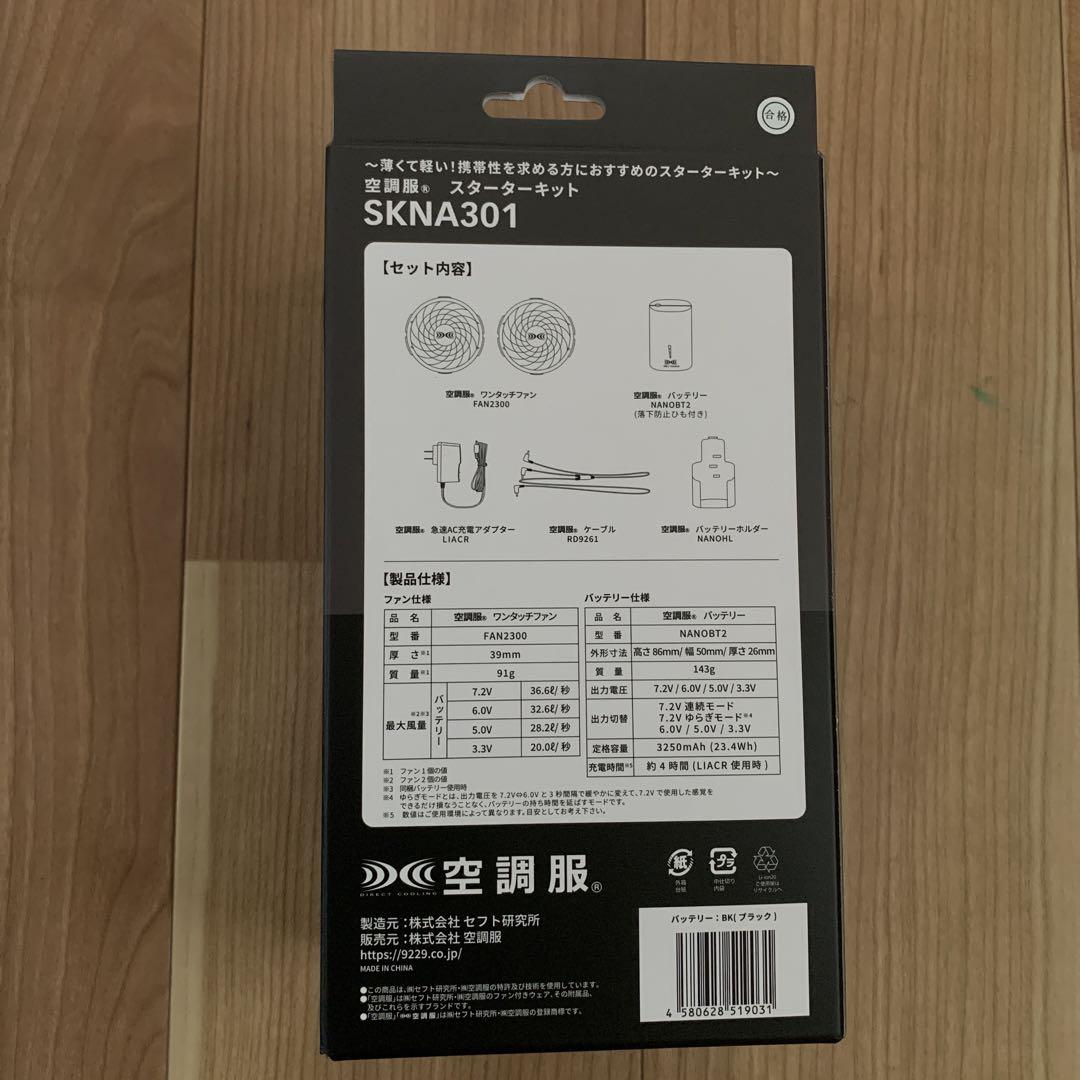 合格
～薄くて軽い！携帯性を求める方におすすめのスターターキット～
空調服® スターターキット
SKNA301
【セット内容】
空調服® ワンタッチファン
FAN2300
空調服® バッテリー
NANOBT2
(落下防止ひも付き)
空調服® 急速AC充電アダプター
LIACR
空調服® ケーブル
RD9261
空調服® バッテリーホルダー
NANOHL
【製品仕様】
ファン仕様
品 名 空調服® ワンタッチファン
型 番 FAN2300
厚 さ※1 39mm
質 量※1 91g
最大風量※2※3 バッテリー
7.2V 36.6ℓ/秒
6.0V 32.6ℓ/秒
5.0V 28.2ℓ/秒
3.3V 20.0ℓ/秒
バッテリー仕様
品 名 空調服® バッテリー
型 番 NANOBT2
外形寸法 高さ86mm/ 幅50mm/ 厚さ26mm
質 量 143g
出力電圧 7.2V / 6.0V / 5.0V / 3.3V
出力切替 7.2V 連続モード
7.2V ゆらぎモード※4
6.0V / 5.0V / 3.3V
定格容量 3250mAh (23.4Wh)
充電時間※5 約4時間 (LIACR 使用時)
※1 ファン1個の値
※2 ファン2個の値
※3 同梱バッテリー使用時
※4 ゆらぎモードとは、出力電圧を7.2V⇔6.0Vと3秒間隔で緩やかに変えて、7.2Vで使用した感覚を
できるだけ損なうことなく、バッテリーの持ち時間を延ばすモードです。
※5 数値はご使用環境によって異なります。目安としてお考え下さい。
DIRECT COOLING
空調服®
紙
外箱
台紙
プラ
中仕切り
内袋
Li-ion20
ご使用後は
リサイクルへ
製造元：株式会社 セフト研究所
販売元：株式会社 空調服
https://9229.co.jp/
MADE IN CHINA
●この商品は、㈱セフト研究所・㈱空調服の特許及び技術を使用しています。
●「空調服」は㈱セフト研究所・㈱空調服のファン付きウェア、その附属品、
及びこれらを示すブランドです。
●「空調服」「空調服」は㈱セフト研究所・㈱空調服の登録商標です。
バッテリー：BK(ブラック)
4 580628 519031